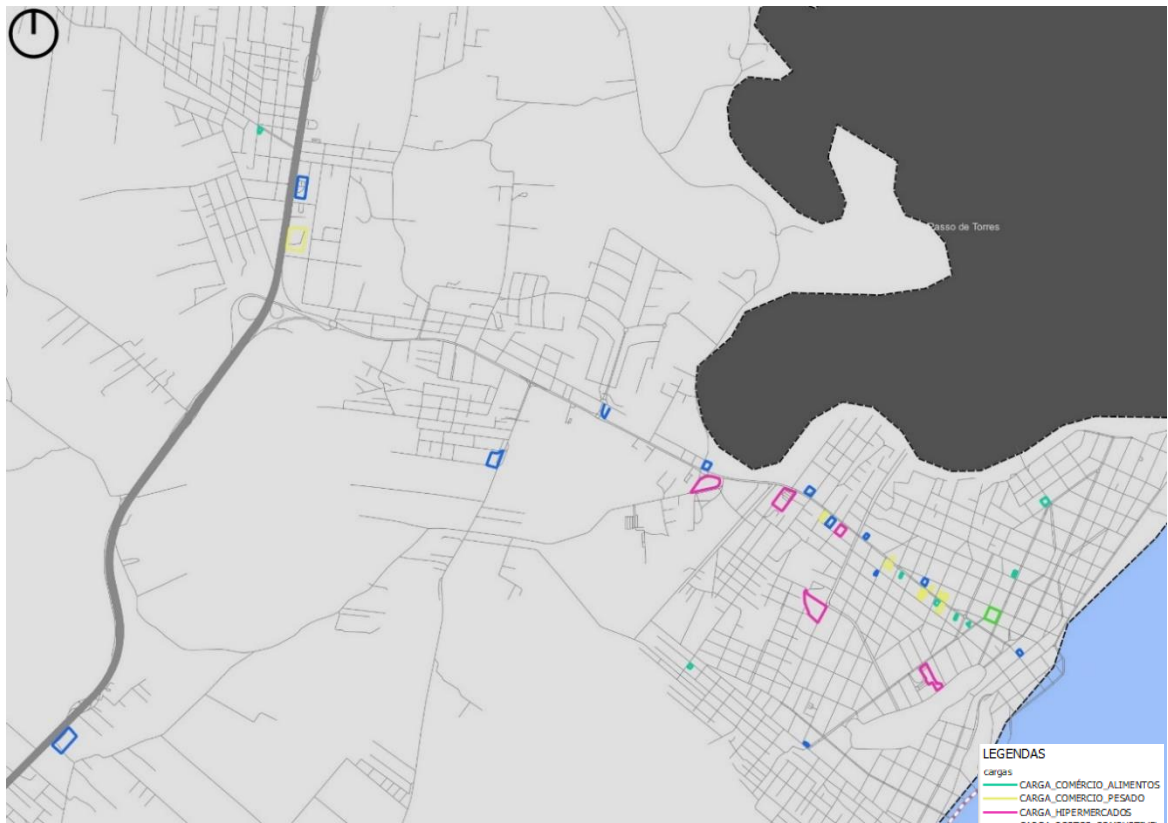 Passo de Torres
LEGENDAS
cargas
CARGA_COMÉRCIO_ALIMENTOS
CARGA_COMERCIO_PESADO
CARGA_HIPERMERCADOS